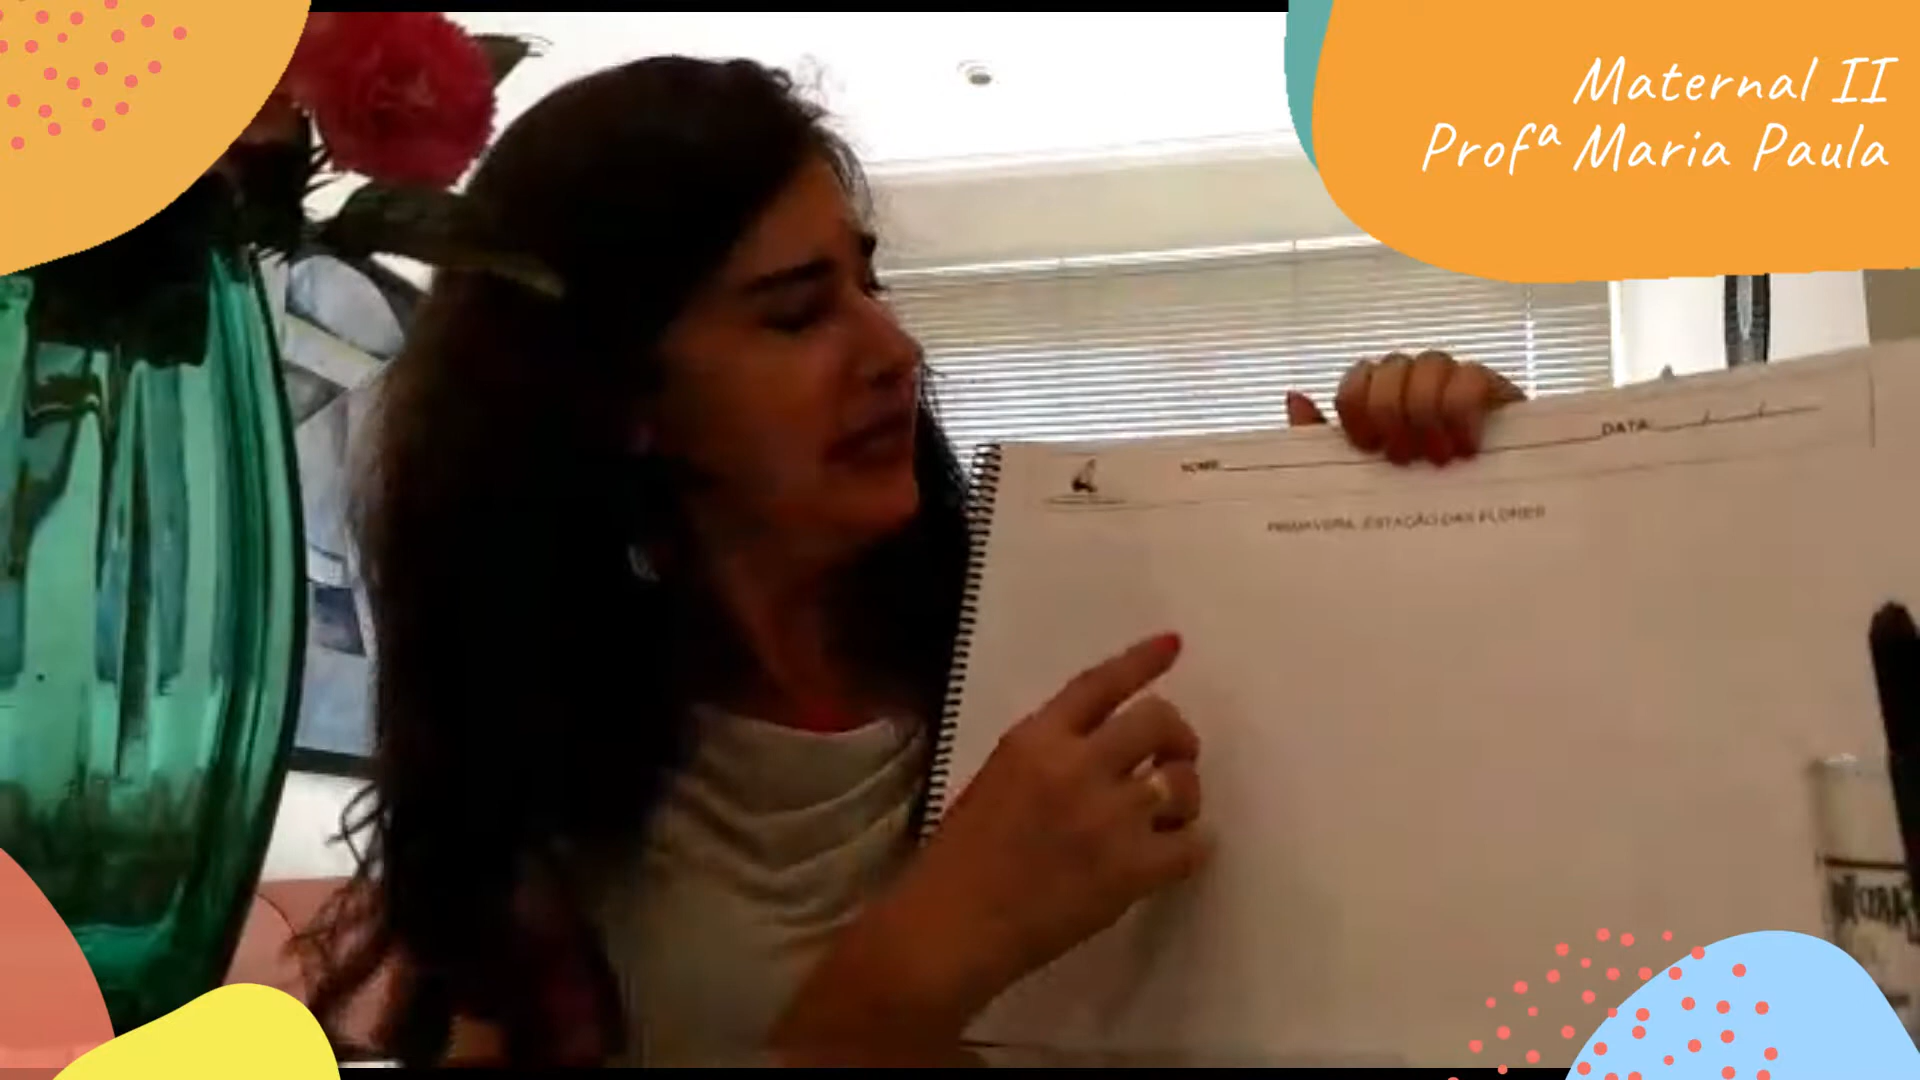 Maternal II
Profª Maria Paula
NOME DATA / /
PRIMAVERA, ESTAÇÃO DAS FLORES